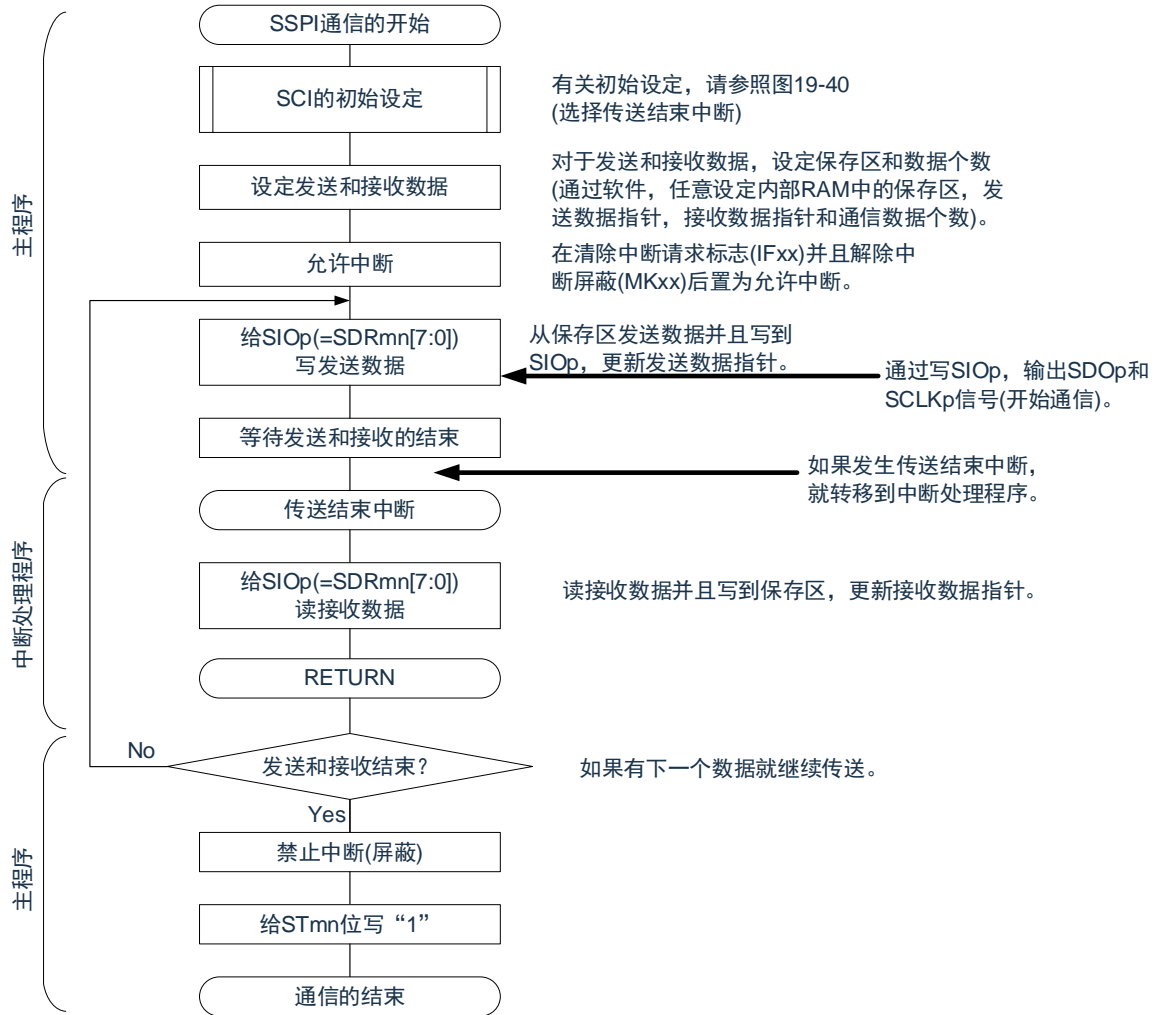 SSPI通信的开始
SCI的初始设定
有关初始设定，请参照图19-40
(选择传送结束中断)
主程序
设定发送和接收数据
对于发送和接收数据，设定保存区和数据个数
(通过软件，任意设定内部RAM中的保存区，发
送数据指针，接收数据指针和通信数据个数)。
允许中断
在清除中断请求标志(IFxx)并且解除中
断屏蔽(MKxx)后置为允许中断。
给SIOp(=SDRmn[7:0])
写发送数据
从保存区发送数据并且写到
SIOp，更新发送数据指针。
通过写SIOp，输出SDOp和
SCLKp信号(开始通信)。
等待发送和接收的结束
如果发生传送结束中断，
就转移到中断处理程序。
中断处理程序
传送结束中断
给SIOp(=SDRmn[7:0])
读接收数据
读接收数据并且写到保存区，更新接收数据指针。
RETURN
No
发送和接收结束？
如果有下一个数据就继续传送。
Yes
主程序
禁止中断(屏蔽)
给STmn位写“1”
通信的结束